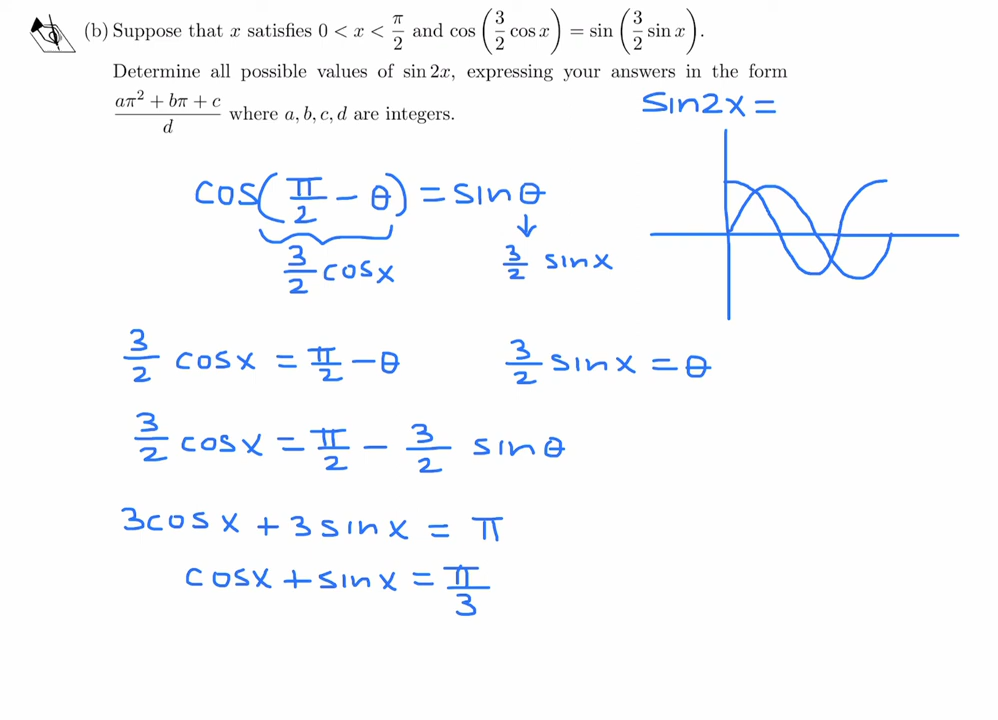 (b) Suppose that x satisfies 0 < x < π/2 and cos(3/2 cos x) = sin(3/2 sin x).
Determine all possible values of sin 2x, expressing your answers in the form
(aπ² + bπ + c)/d where a, b, c, d are integers.
sin2x =
cos(π/2 − θ) = sinθ
3/2 cosx ↓ 3/2 sinx
3/2 cosx = π/2 − θ 3/2 sinx = θ
3/2 cosx = π/2 − 3/2 sinθ
3cosx + 3sinx = π
cosx + sinx = π/3